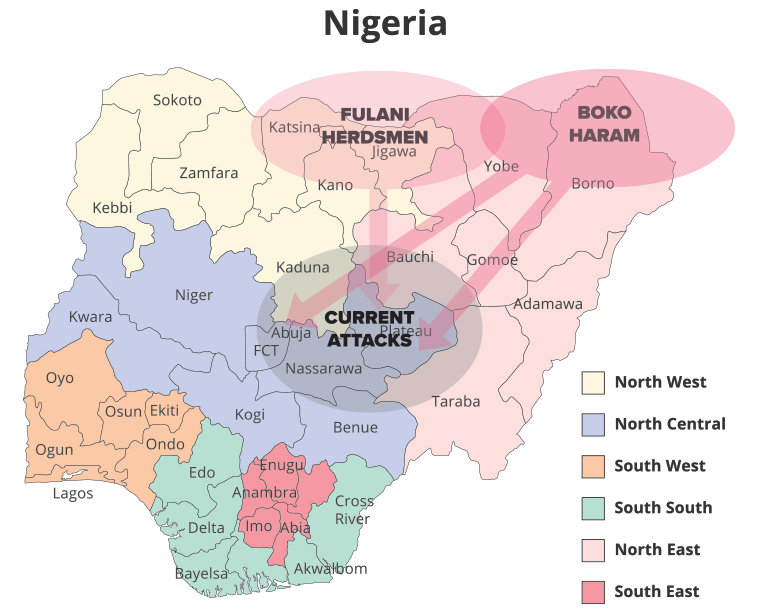 Nigeria
Sokoto
Katsina
FULANI
HERDSMEN
BOKO
HARAM
Jigawa
Zamfara
Kano
Yobe
Borno
Kebbi
Kaduna
Bauchi
Gomoe
Niger
Adamawa
Kwara
CURRENT
ATTACKS
Abuja
Plateau
FCT
Nassarawa
Oyo
Osun
Ekiti
Kogi
Benue
Taraba
Ogun
Ondo
Lagos
Edo
Enugu
Anambra
Cross
River
Delta
Imo
Abia
Bayelsa
Akwalbom
North West
North Central
South West
South South
North East
South East